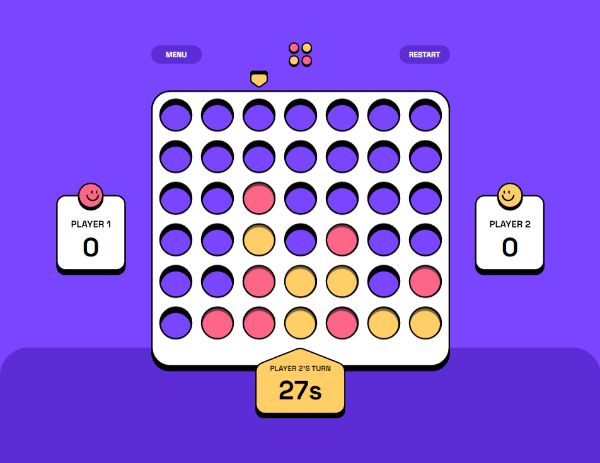 MENU
RESTART
PLAYER 1
0
PLAYER 2
0
PLAYER 2'S TURN
27s